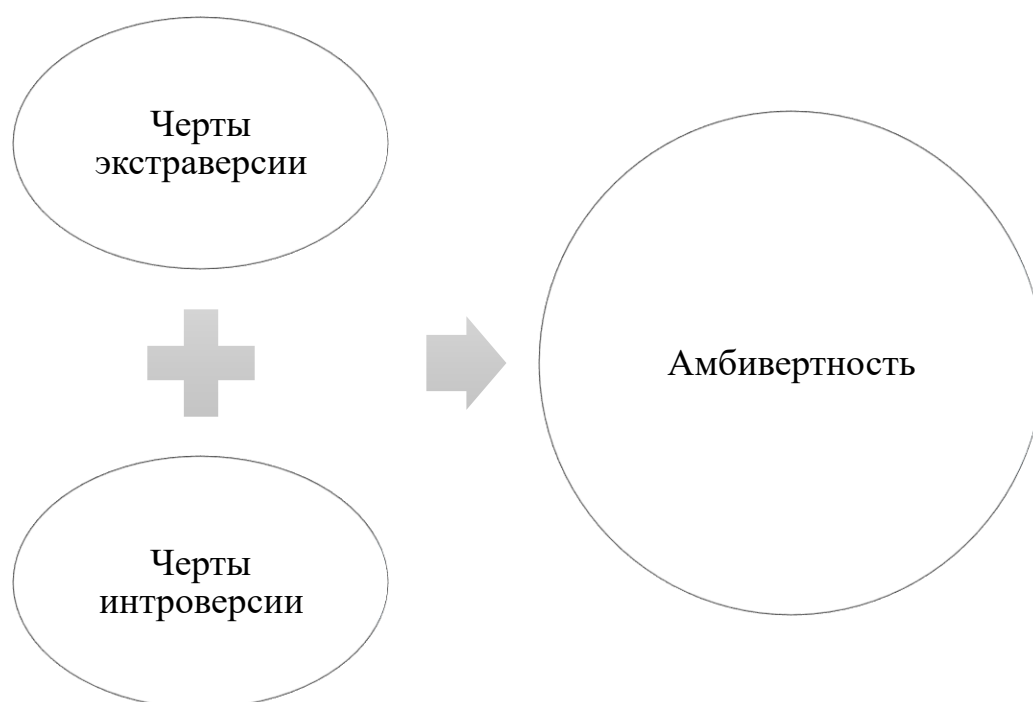 Черты
экстраверсии
Черты
интроверсии
Амбивертность